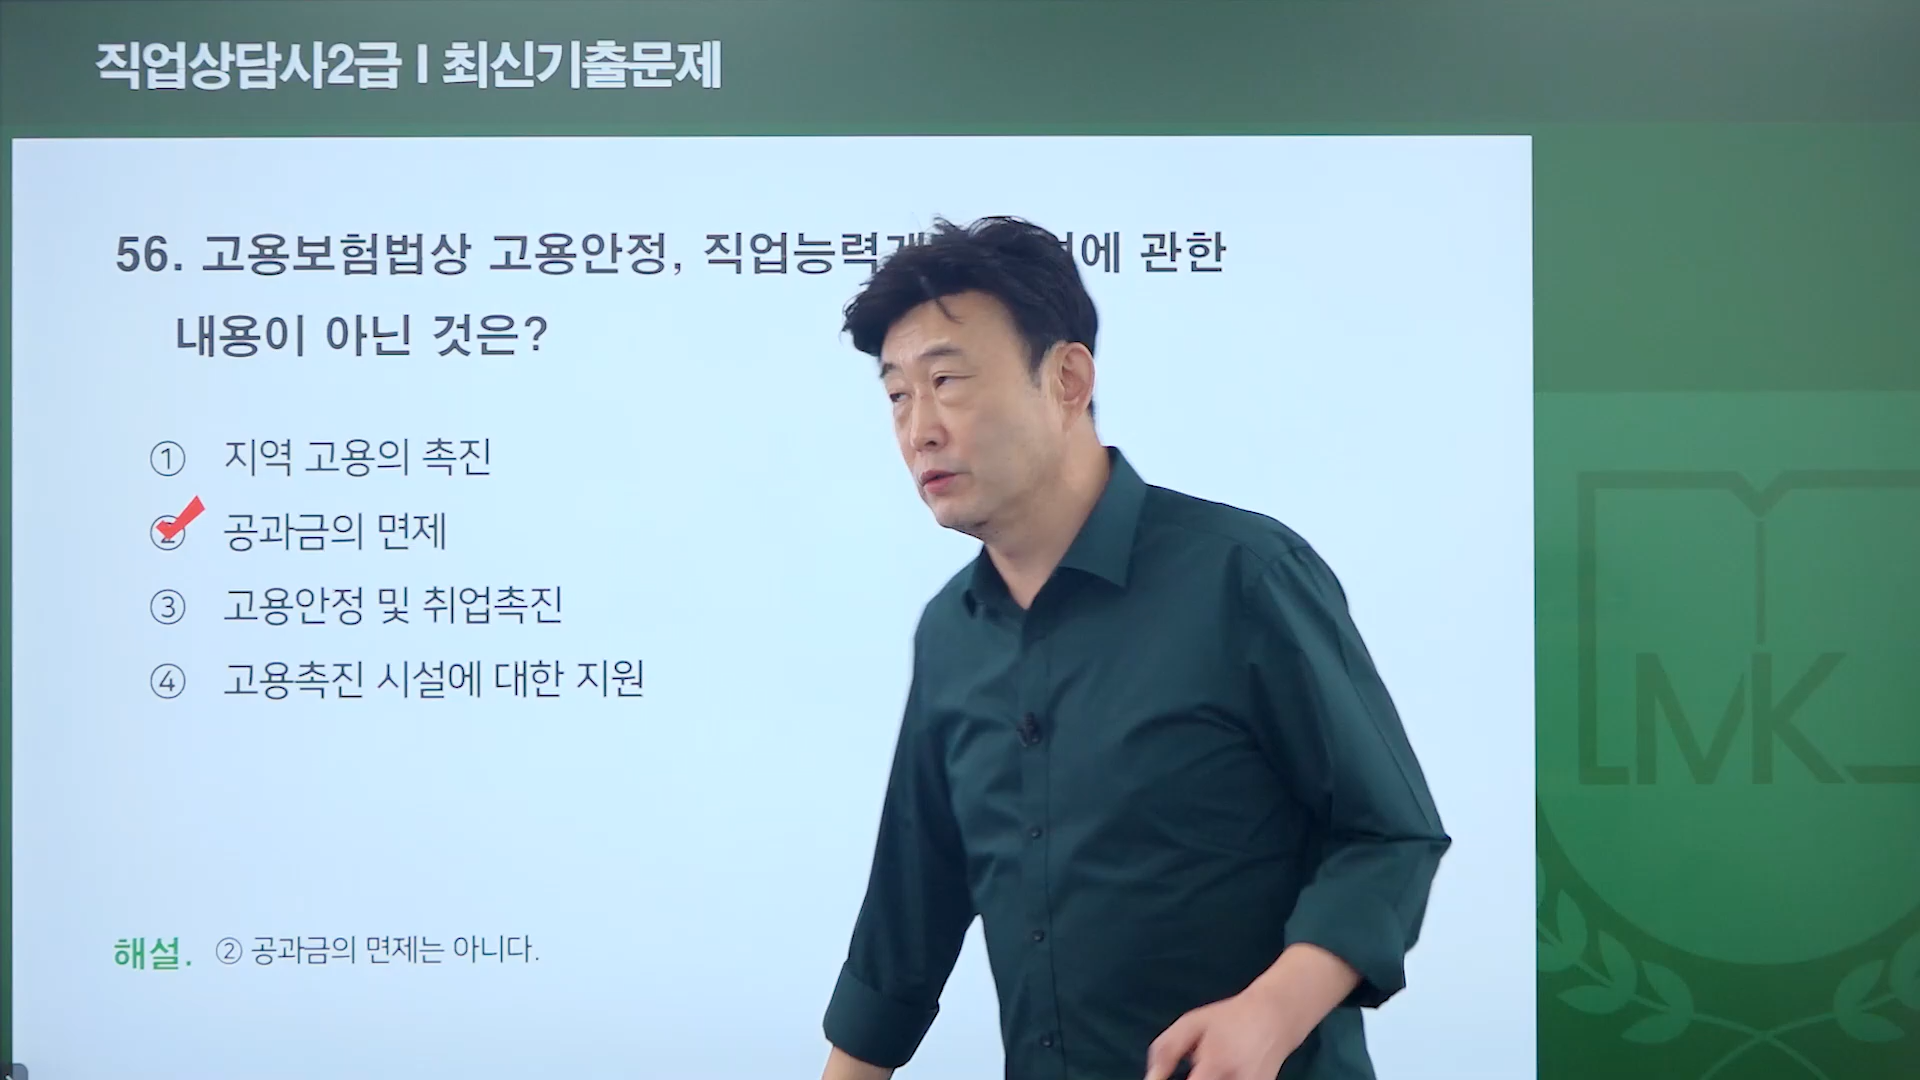 직업상담사2급 | 최신기출문제
56. 고용보험법상 고용안정, 직업능력 에 관한
내용이 아닌 것은?
① 지역 고용의 촉진
② 공과금의 면제
③ 고용안정 및 취업촉진
④ 고용촉진 시설에 대한 지원
해설. ② 공과금의 면제는 아니다.
MK